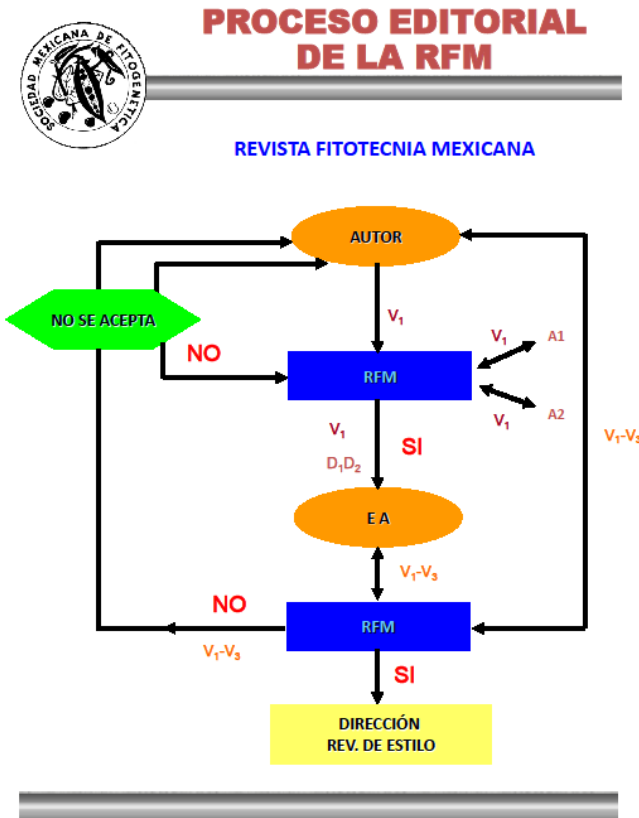 PROCESO EDITORIAL
DE LA RFM
SOCIEDAD MEXICANA DE FITOGENETICA
REVISTA FITOTECNIA MEXICANA
AUTOR
NO SE ACEPTA
V₁
NO
RFM
V₁
A1
V₁
A2
V₁
SI
D₁D₂
V₁-V₃
E A
V₁-V₃
NO
RFM
V₁-V₃
SI
DIRECCIÓN
REV. DE ESTILO